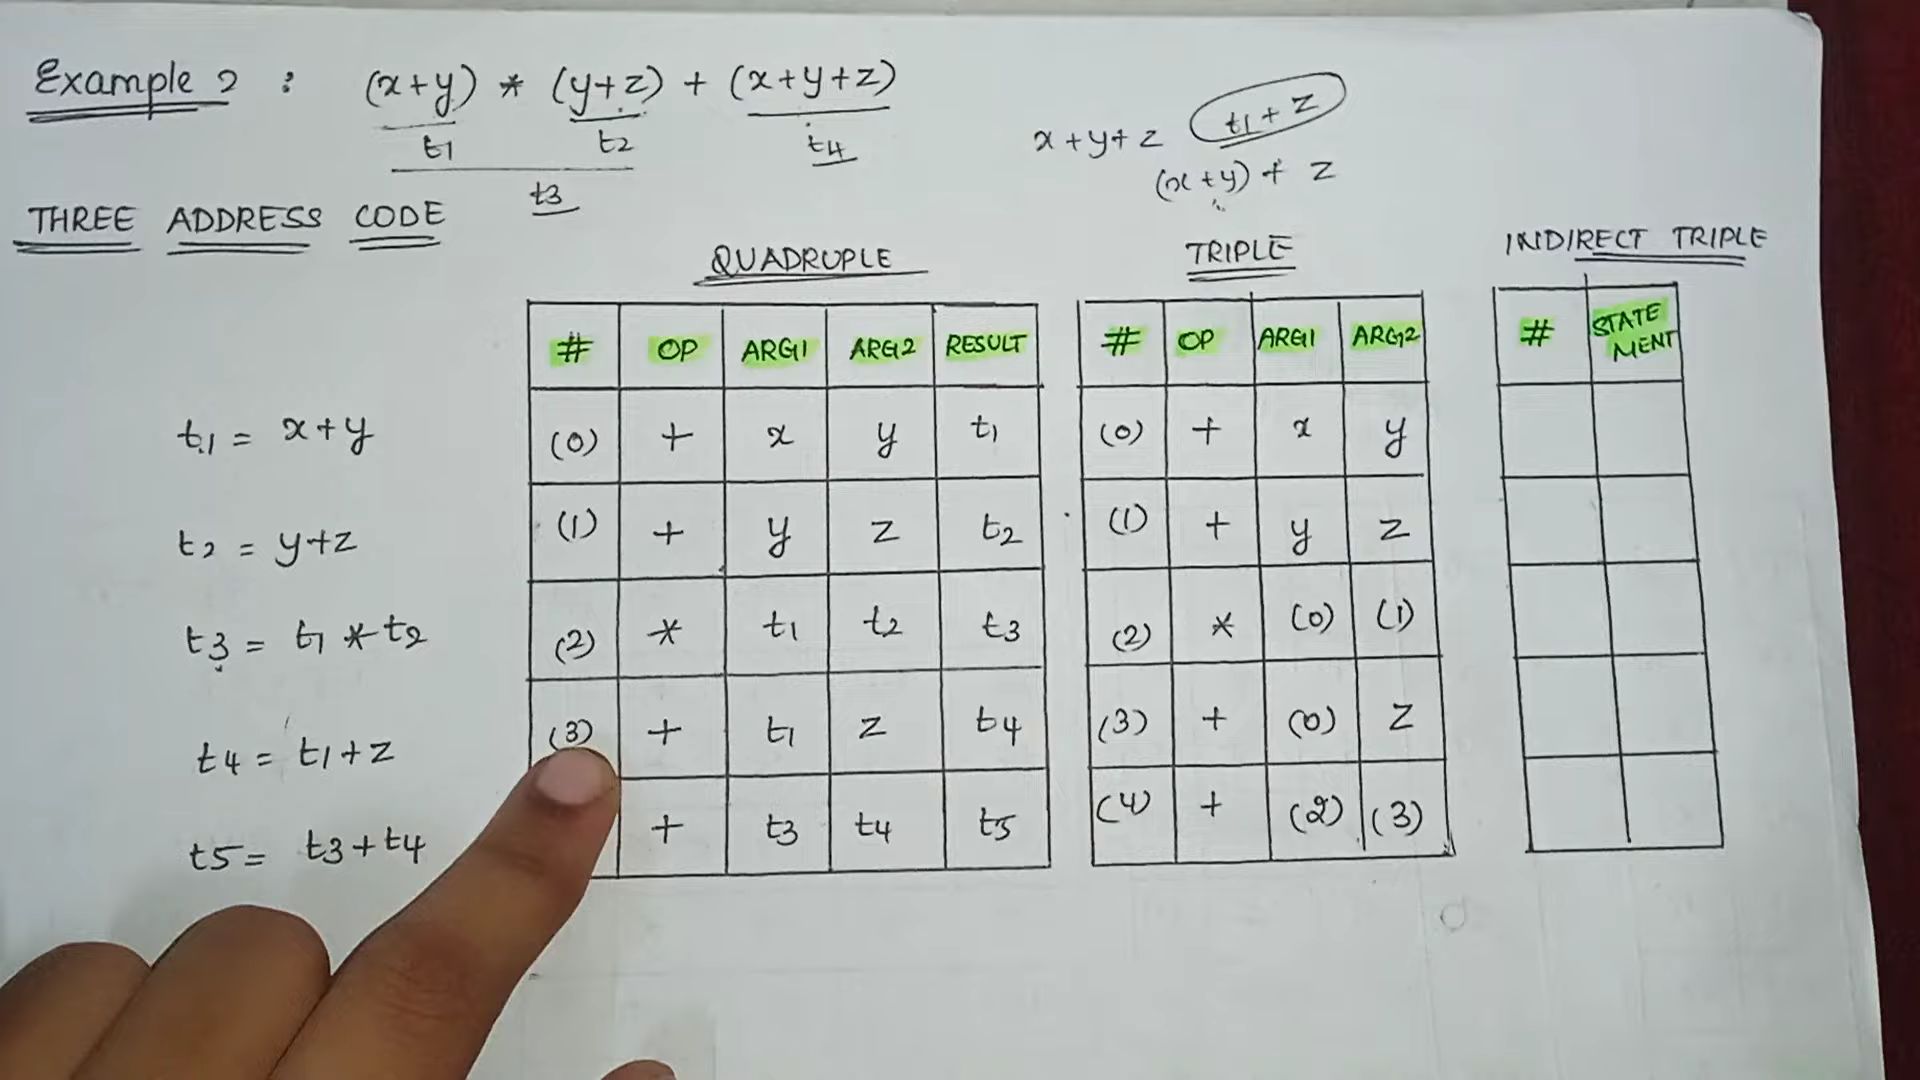 Example 2 : (x+y) * (y+z) + (x+y+z)
t1 t2 t4
t3
x+y+z t1+z
(x+y)+ z
THREE ADDRESS CODE
t1 = x+y
t2 = y+z
t3 = t1 * t2
t4 = t1+z
t5= t3+t4
QUADRUPLE
# OP ARG1 ARG2 RESULT
(0) + x y t1
(1) + y z t2
(2) * t1 t2 t3
(3) + t1 z t4
+ t3 t4 t5
TRIPLE
# OP ARG1 ARG2
(0) + x y
(1) + y z
(2) * (0) (1)
(3) + (0) z
(4) + (2) (3)
INDIRECT TRIPLE
# STATE
MENT